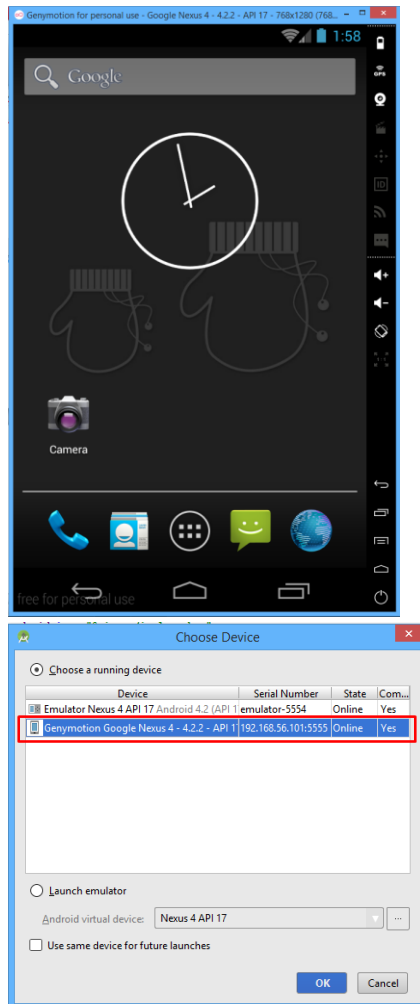 Genymotion for personal use - Google Nexus 4 - 4.2.2 - API 17 - 768x1280 (768...
1:58
GPS
Google
ID
Camera
free for personal use
Choose Device
Choose a running device
Device Serial Number State Com...
Emulator Nexus 4 API 17 Android 4.2 (API 1 emulator-5554 Online Yes
Genymotion Google Nexus 4 - 4.2.2 - API 1 192.168.56.101:5555 Online Yes
Launch emulator
Android virtual device: Nexus 4 API 17 ...
Use same device for future launches
OK Cancel